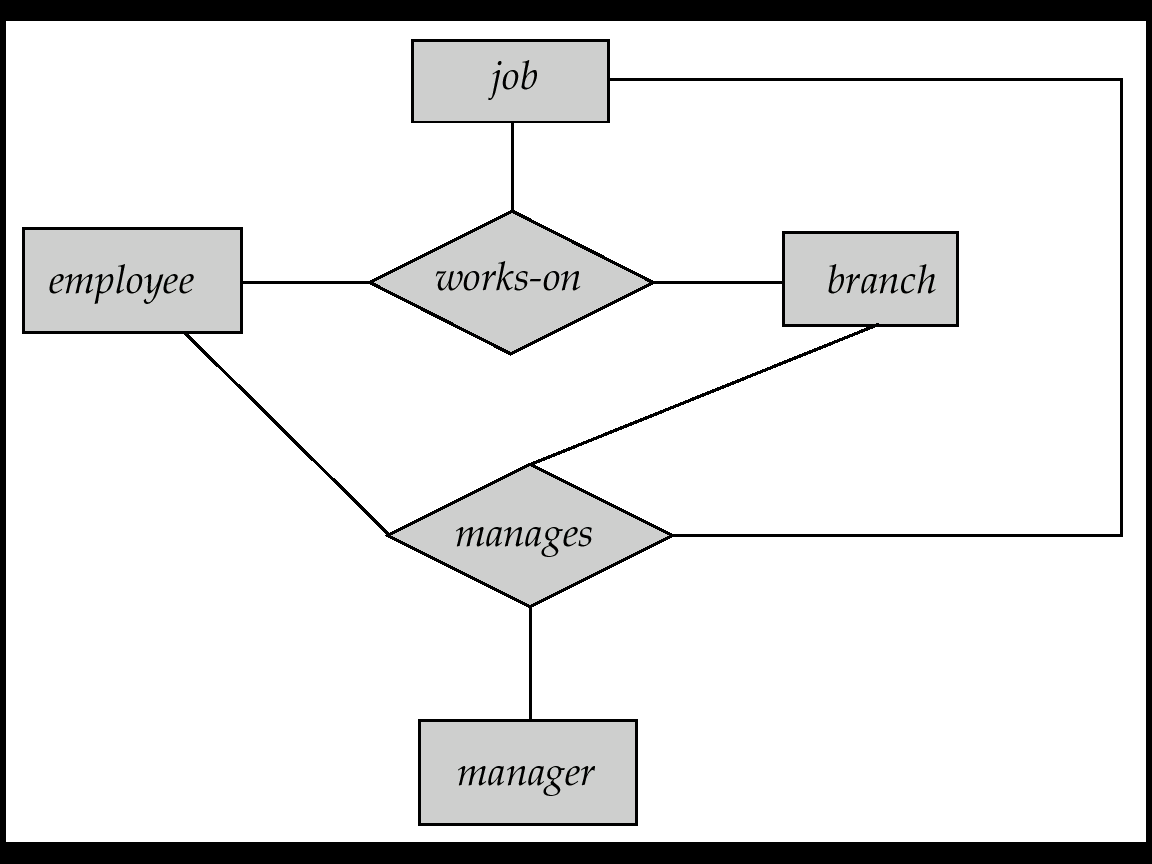 job
employee
works-on
branch
manages
manager